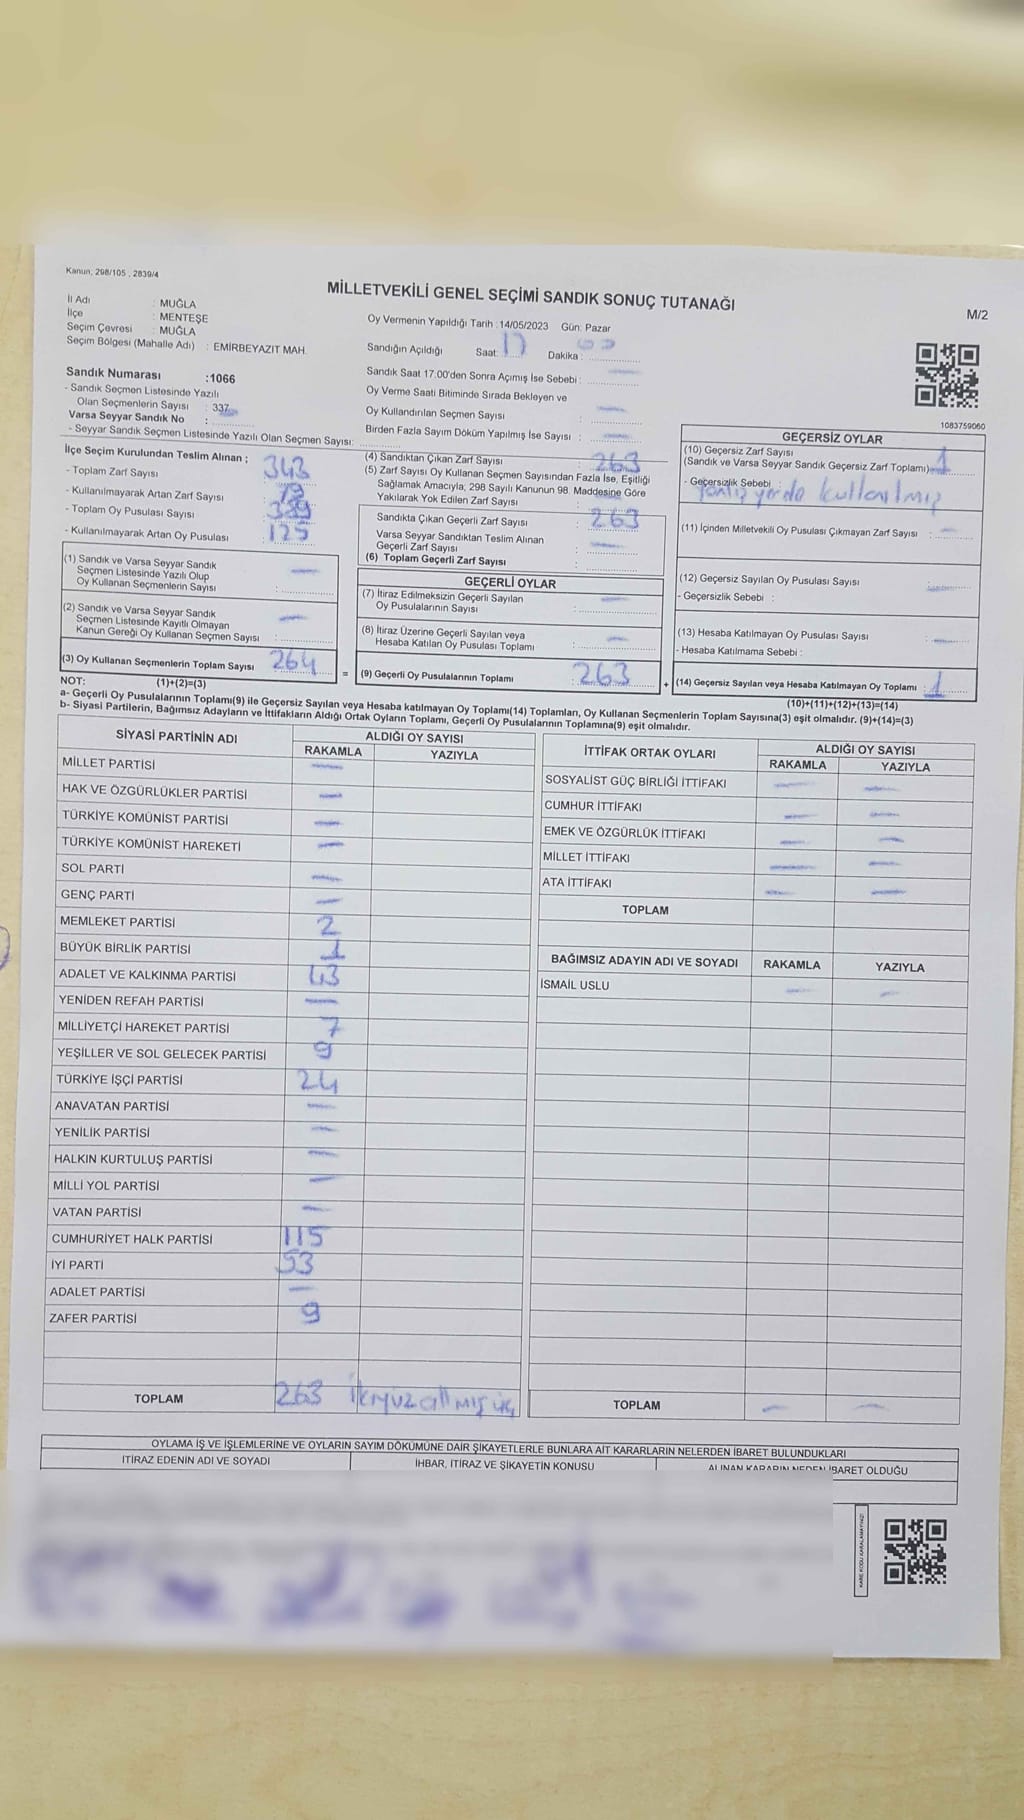 Kanun, 298/105 , 2839/4
MİLLETVEKİLİ GENEL SEÇİMİ SANDIK SONUÇ TUTANAĞI
M/2
İl Adı : MUĞLA
İlçe : MENTEŞE
Seçim Çevresi : MUĞLA
Seçim Bölgesi (Mahalle Adı) : EMİRBEYAZIT MAH.
Sandık Numarası :1066
- Sandık Seçmen Listesinde Yazılı
Olan Seçmenlerin Sayısı : 337
Varsa Seyyar Sandık No :
- Seyyar Sandık Seçmen Listesinde Yazılı Olan Seçmen Sayısı:
Oy Vermenin Yapıldığı Tarih :14/05/2023 Gün: Pazar
Sandığın Açıldığı Saat: 17 Dakika :
Sandık Saat 17:00'den Sonra Açımış İse Sebebi : —
Oy Verme Saati Bitiminde Sırada Bekleyen ve
Oy Kullandırılan Seçmen Sayısı : —
Birden Fazla Sayım Döküm Yapılmış İse Sayısı : —
1083759060
İlçe Seçim Kurulundan Teslim Alınan ;
- Toplam Zarf Sayısı : 343
- Kullanılmayarak Artan Zarf Sayısı :
- Toplam Oy Pusulası Sayısı :
- Kullanılmayarak Artan Oy Pusulası : 125
(1) Sandık ve Varsa Seyyar Sandık
Seçmen Listesinde Yazılı Olup
Oy Kullanan Seçmenlerin Sayısı : —
(2) Sandık ve Varsa Seyyar Sandık
Seçmen Listesinde Kayıtlı Olmayan
Kanun Gereği Oy Kullanan Seçmen Sayısı : —
(3) Oy Kullanan Seçmenlerin Toplam Sayısı : 264
(4) Sandıktan Çıkan Zarf Sayısı : 263
(5) Zarf Sayısı Oy Kullanan Seçmen Sayısından Fazla İse, Eşitliği
Sağlamak Amacıyla; 298 Sayılı Kanunun 98. Maddesine Göre
Yakılarak Yok Edilen Zarf Sayısı :
Sandıkta Çıkan Geçerli Zarf Sayısı : 263
Varsa Seyyar Sandıktan Teslim Alınan
Geçerli Zarf Sayısı : —
(6) Toplam Geçerli Zarf Sayısı :
GEÇERLİ OYLAR
(7) İtiraz Edilmeksizin Geçerli Sayılan
Oy Pusulalarının Sayısı : —
(8) İtiraz Üzerine Geçerli Sayılan veya
Hesaba Katılan Oy Pusulası Toplamı : —
= (9) Geçerli Oy Pusulalarının Toplamı : 263 +
GEÇERSİZ OYLAR
(10) Geçersiz Zarf Sayısı
(Sandık ve Varsa Seyyar Sandık Geçersiz Zarf Toplamı) 1
- Geçersizlik Sebebi : yanlış yerde kullanılmış
(11) İçinden Milletvekili Oy Pusulası Çıkmayan Zarf Sayısı : —
(12) Geçersiz Sayılan Oy Pusulası Sayısı : —
- Geçersizlik Sebebi :
(13) Hesaba Katılmayan Oy Pusulası Sayısı : —
- Hesaba Katılmama Sebebi :
(14) Geçersiz Sayılan veya Hesaba Katılmayan Oy Toplamı : 1
NOT: (1)+(2)=(3) (10)+(11)+(12)+(13)=(14)
a- Geçerli Oy Pusulalarının Toplamı(9) ile Geçersiz Sayılan veya Hesaba Katılmayan Oy Toplamı(14) Toplamları, Oy Kullanan Seçmenlerin Toplam Sayısına(3) eşit olmalıdır. (9)+(14)=(3)
b- Siyasi Partilerin, Bağımsız Adayların ve İttifakların Aldığı Ortak Oyların Toplamı, Geçerli Oy Pusulalarının Toplamına(9) eşit olmalıdır.
SİYASİ PARTİNİN ADI ALDIĞI OY SAYISI
RAKAMLA YAZIYLA
MİLLET PARTİSİ —
HAK VE ÖZGÜRLÜKLER PARTİSİ —
TÜRKİYE KOMÜNİST PARTİSİ —
TÜRKİYE KOMÜNİST HAREKETİ —
SOL PARTİ —
GENÇ PARTİ —
MEMLEKET PARTİSİ 2
BÜYÜK BİRLİK PARTİSİ 1
ADALET VE KALKINMA PARTİSİ 43
YENİDEN REFAH PARTİSİ —
MİLLİYETÇİ HAREKET PARTİSİ 7
YEŞİLLER VE SOL GELECEK PARTİSİ 9
TÜRKİYE İŞÇİ PARTİSİ 24
ANAVATAN PARTİSİ —
YENİLİK PARTİSİ —
HALKIN KURTULUŞ PARTİSİ —
MİLLİ YOL PARTİSİ —
VATAN PARTİSİ —
CUMHURİYET HALK PARTİSİ 115
İYİ PARTİ 53
ADALET PARTİSİ —
ZAFER PARTİSİ 9
TOPLAM 263 ikiyüzaltmışüç
İTTİFAK ORTAK OYLARI ALDIĞI OY SAYISI
RAKAMLA YAZIYLA
SOSYALİST GÜÇ BİRLİĞİ İTTİFAKI — —
CUMHUR İTTİFAKI — —
EMEK VE ÖZGÜRLÜK İTTİFAKI — —
MİLLET İTTİFAKI — —
ATA İTTİFAKI — —
TOPLAM
BAĞIMSIZ ADAYIN ADI VE SOYADI RAKAMLA YAZIYLA
İSMAİL USLU — —
TOPLAM — —
OYLAMA İŞ VE İŞLEMLERİNE VE OYLARIN SAYIM DÖKÜMÜNE DAİR ŞİKAYETLERLE BUNLARA AİT KARARLARIN NELERDEN İBARET BULUNDUKLARI
İTİRAZ EDENİN ADI VE SOYADI İHBAR, İTİRAZ VE ŞİKAYETİN KONUSU ALINAN KARARIN NEDEN İBARET OLDUĞU
KARE KODU KARALAMAYINIZ!